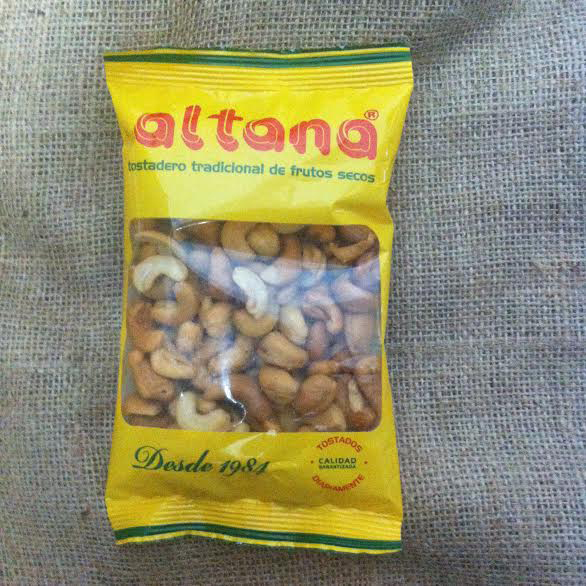 altana®
tostadero tradicional de frutos secos
Desde 1984
TOSTADOS
CALIDAD
GARANTIZADA
DIARIAMENTE